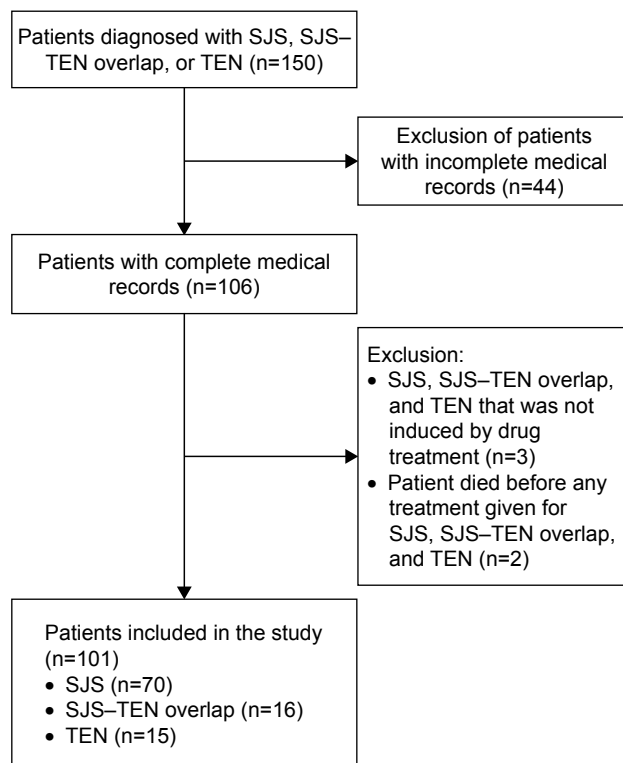 Patients diagnosed with SJS, SJS–
TEN overlap, or TEN (n=150)
Exclusion of patients
with incomplete medical
records (n=44)
Patients with complete medical
records (n=106)
Exclusion:
• SJS, SJS–TEN overlap,
and TEN that was not
induced by drug
treatment (n=3)
• Patient died before any
treatment given for
SJS, SJS–TEN overlap,
and TEN (n=2)
Patients included in the study
(n=101)
• SJS (n=70)
• SJS–TEN overlap (n=16)
• TEN (n=15)